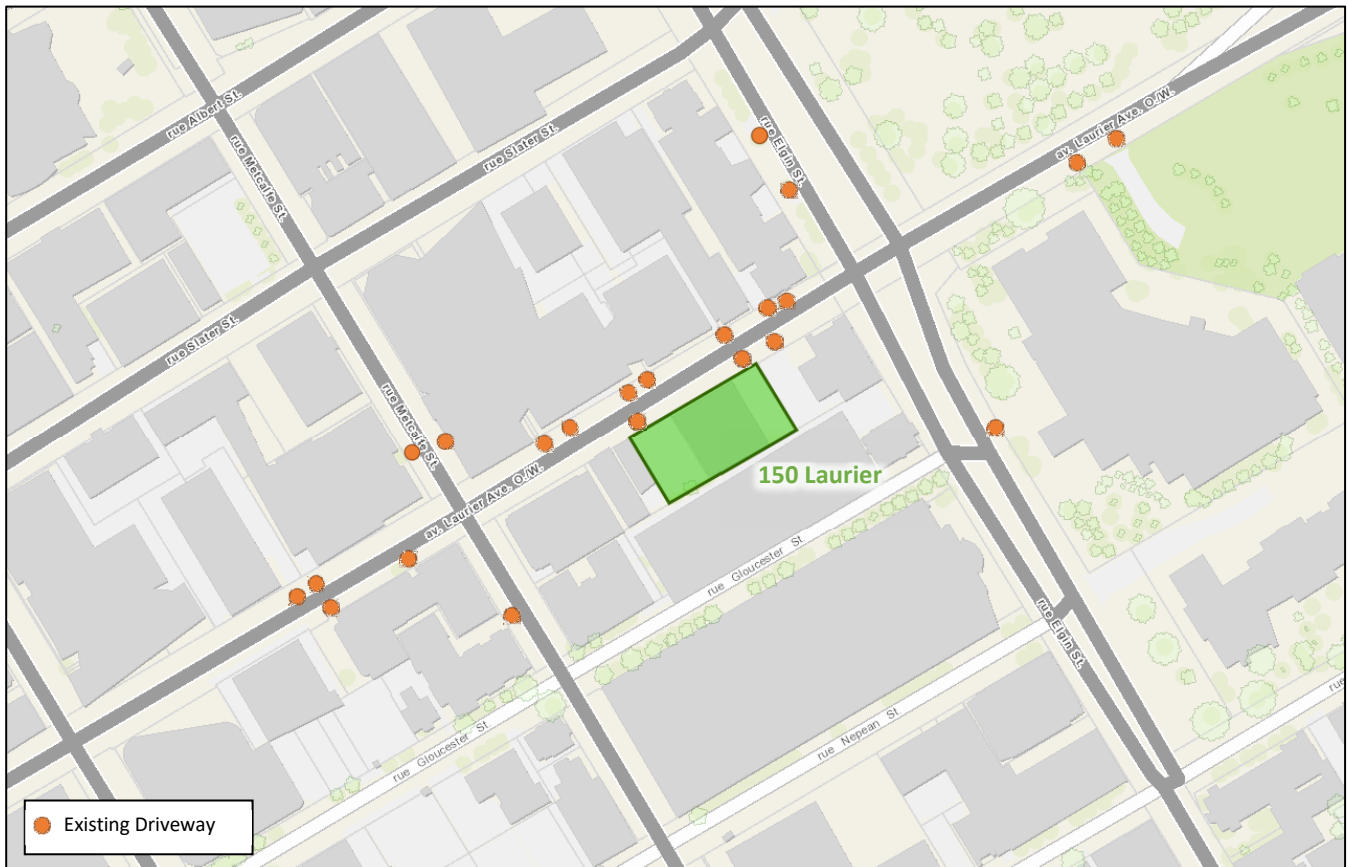 rue Albert St.
rue Metcalfe St.
rue Slater St.
rue Elgin St.
av. Laurier Ave. O./W.
rue Slater St.
rue Metcalfe St.
av. Laurier Ave. O./W.
150 Laurier
rue Gloucester St
rue Elgin St.
rue
rue Nepean St
rue Gloucester St
Existing Driveway